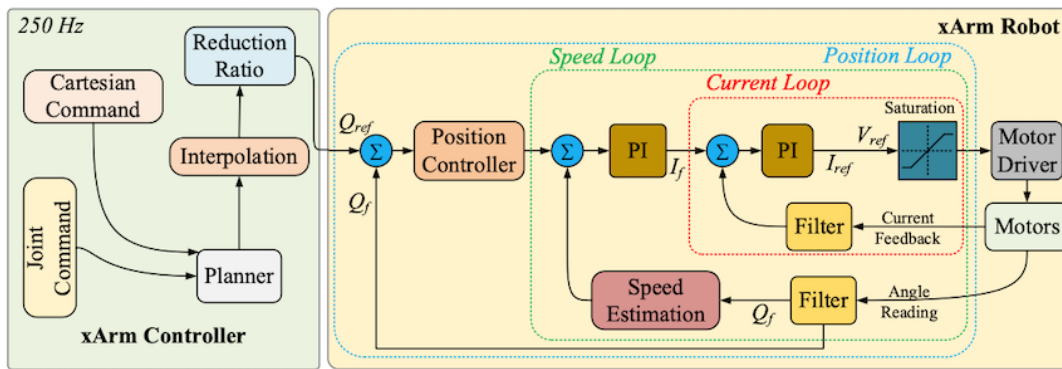 250 Hz
Reduction
Ratio
Cartesian
Command
Interpolation
Joint
Command
Planner
xArm Controller
xArm Robot
Position Loop
Speed Loop
Current Loop
Saturation
Q_ref
Σ
Position
Controller
Σ
PI
I_f
Σ
PI
V_ref
I_ref
Motor
Driver
Q_f
Filter
Current
Feedback
Motors
Speed
Estimation
Q_f
Filter
Angle
Reading